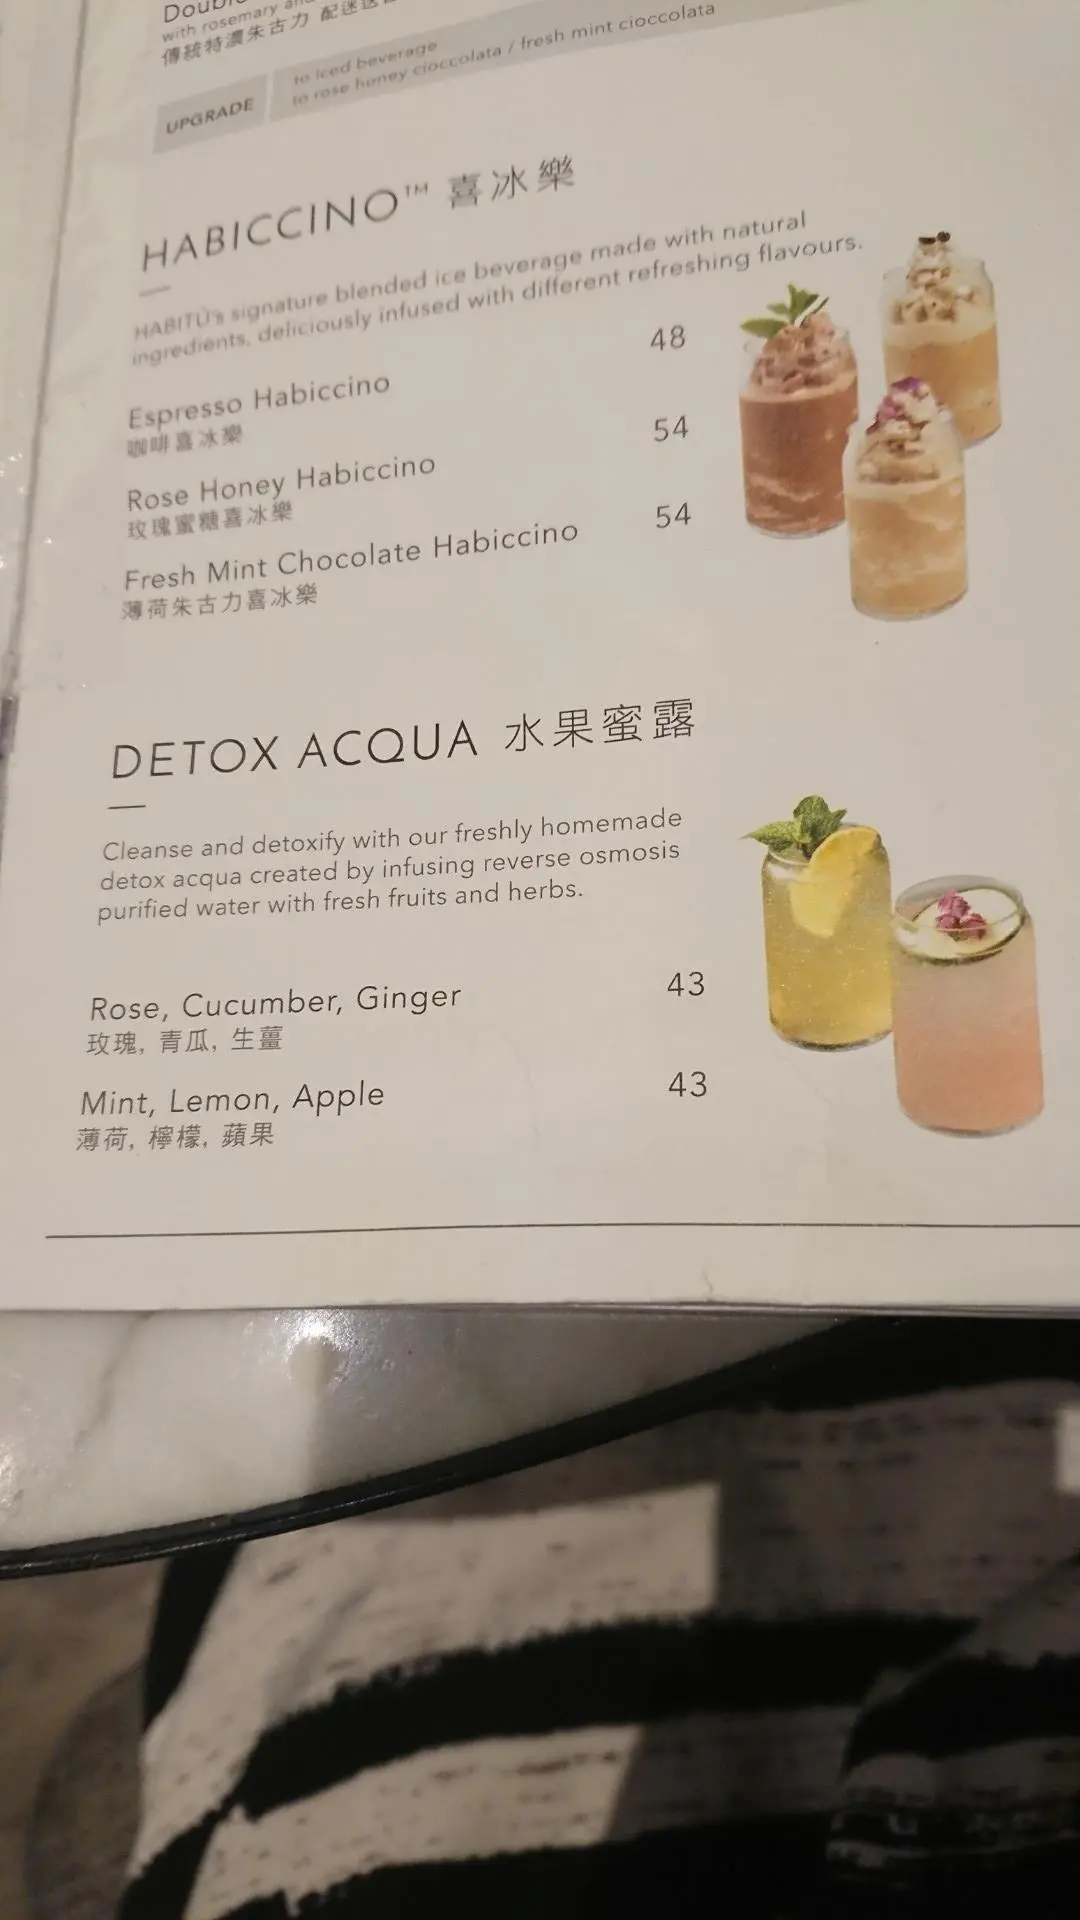 with rosemary
傳統特濃朱古力 配迷迭
UPGRADE
to iced beverage
to rose honey cioccolata / fresh mint cioccolata
HABICCINO™ 喜冰樂
HABITŪ's signature blended ice beverage made with natural
ingredients, deliciously infused with different refreshing flavours.
Espresso Habiccino 48
咖啡喜冰樂
Rose Honey Habiccino 54
玫瑰蜜糖喜冰樂
Fresh Mint Chocolate Habiccino 54
薄荷朱古力喜冰樂
DETOX ACQUA 水果蜜露
Cleanse and detoxify with our freshly homemade
detox acqua created by infusing reverse osmosis
purified water with fresh fruits and herbs.
Rose, Cucumber, Ginger 43
玫瑰, 青瓜, 生薑
Mint, Lemon, Apple 43
薄荷, 檸檬, 蘋果